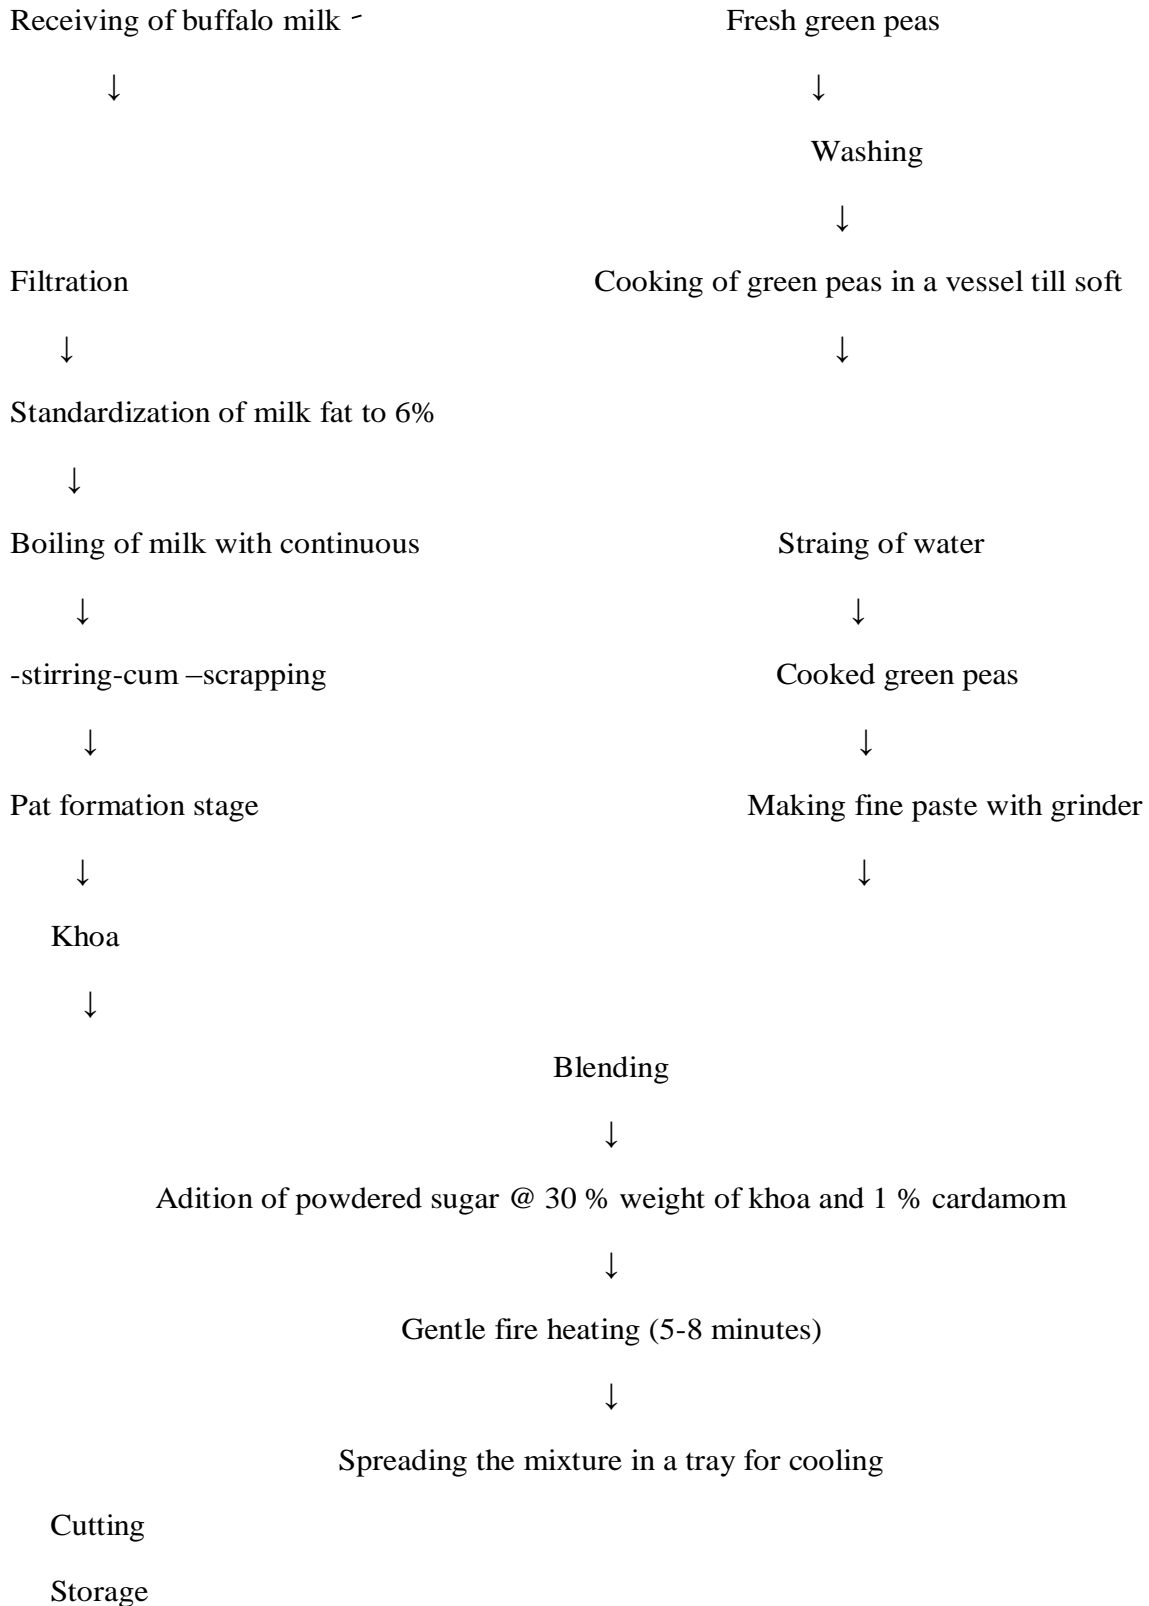 Receiving of buffalo milk Fresh green peas
↓ ↓
Washing
↓
Filtration Cooking of green peas in a vessel till soft
↓ ↓
Standardization of milk fat to 6%
↓
Boiling of milk with continuous Straing of water
↓ ↓
-stirring-cum –scrapping Cooked green peas
↓ ↓
Pat formation stage Making fine paste with grinder
↓ ↓
Khoa
↓
Blending
↓
Adition of powdered sugar @ 30 % weight of khoa and 1 % cardamom
↓
Gentle fire heating (5-8 minutes)
↓
Spreading the mixture in a tray for cooling
Cutting
Storage